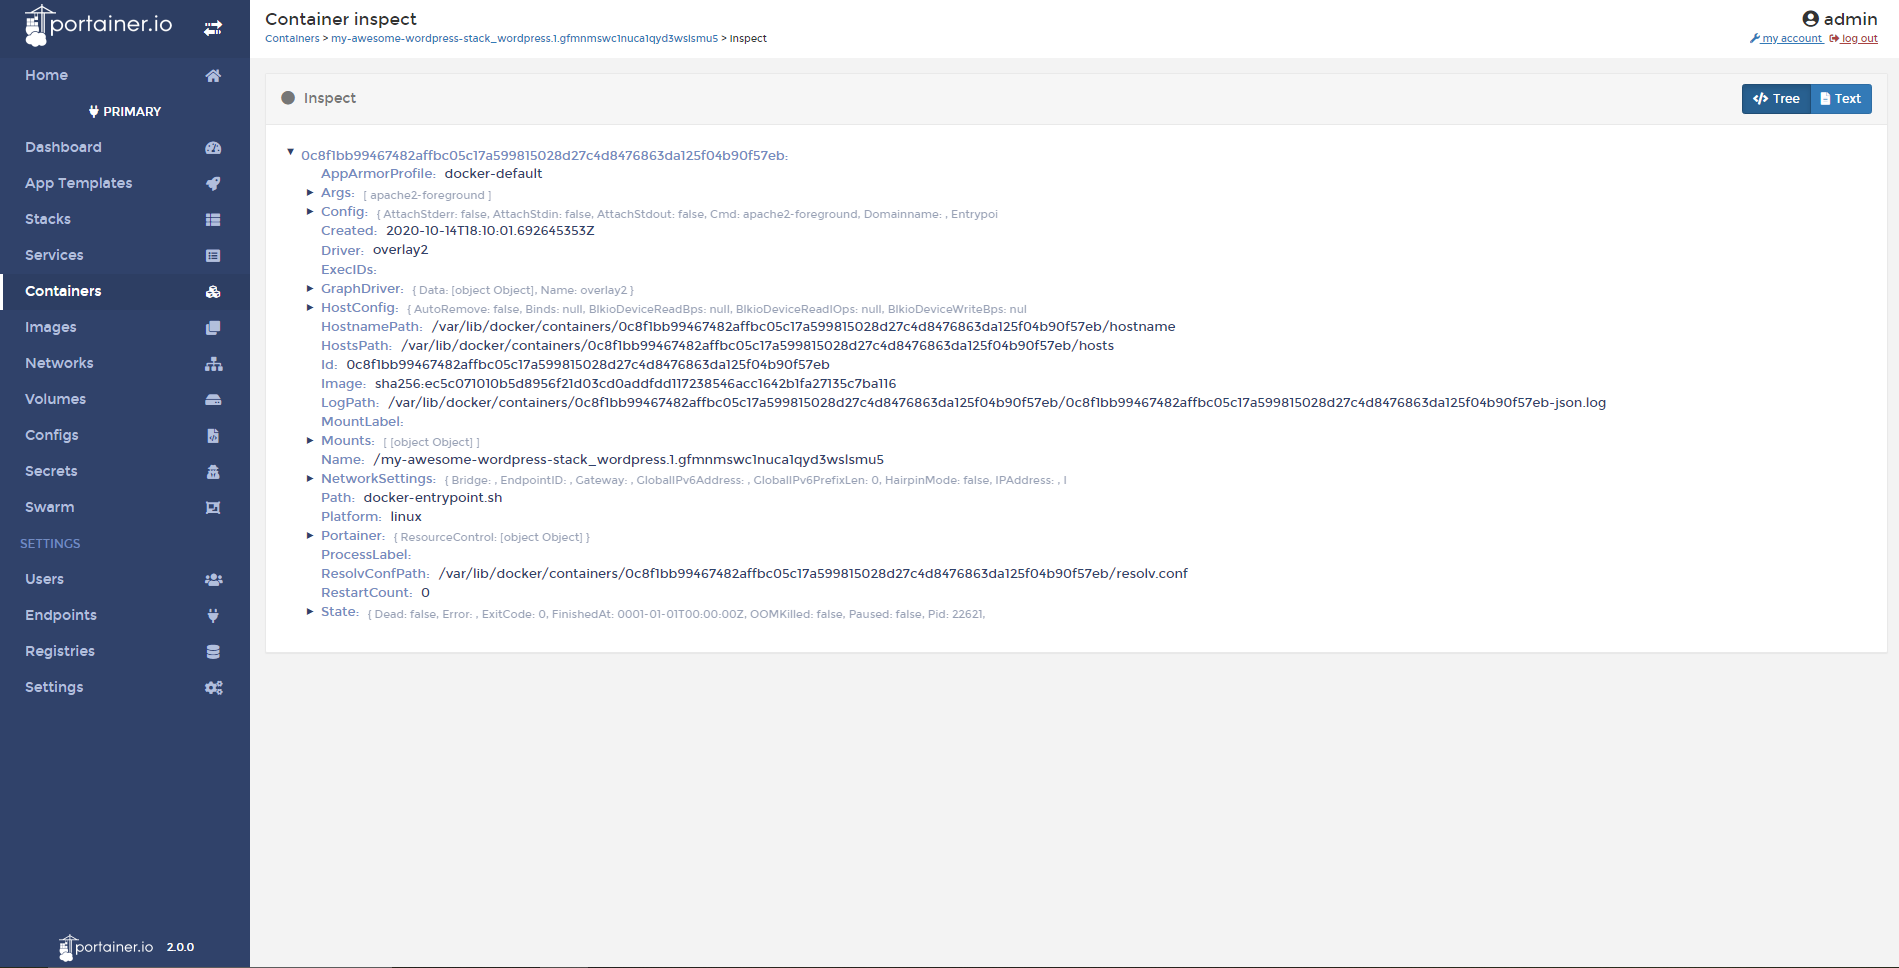 portainer.io
Home
PRIMARY
Dashboard
App Templates
Stacks
Services
Containers
Images
Networks
Volumes
Configs
Secrets
Swarm
SETTINGS
Users
Endpoints
Registries
Settings
portainer.io 2.0.0
Container inspect
Containers > my-awesome-wordpress-stack_wordpress.1.gfmnmswc1nuca1qyd3wslsmu5 > Inspect
admin
my account log out
Inspect
Tree Text
0c8f1bb99467482affbc05c17a599815028d27c4d8476863da125f04b90f57eb:
AppArmorProfile: docker-default
Args: [ apache2-foreground ]
Config: { AttachStderr: false, AttachStdin: false, AttachStdout: false, Cmd: apache2-foreground, Domainname: , Entrypoi
Created: 2020-10-14T18:10:01.692645353Z
Driver: overlay2
ExecIDs:
GraphDriver: { Data: [object Object], Name: overlay2 }
HostConfig: { AutoRemove: false, Binds: null, BlkioDeviceReadBps: null, BlkioDeviceReadIOps: null, BlkioDeviceWriteBps: nul
HostnamePath: /var/lib/docker/containers/0c8f1bb99467482affbc05c17a599815028d27c4d8476863da125f04b90f57eb/hostname
HostsPath: /var/lib/docker/containers/0c8f1bb99467482affbc05c17a599815028d27c4d8476863da125f04b90f57eb/hosts
Id: 0c8f1bb99467482affbc05c17a599815028d27c4d8476863da125f04b90f57eb
Image: sha256:ec5c071010b5d8956f21d03cd0addfdd117238546acc1642b1fa27135c7ba116
LogPath: /var/lib/docker/containers/0c8f1bb99467482affbc05c17a599815028d27c4d8476863da125f04b90f57eb/0c8f1bb99467482affbc05c17a599815028d27c4d8476863da125f04b90f57eb-json.log
MountLabel:
Mounts: [ [object Object] ]
Name: /my-awesome-wordpress-stack_wordpress.1.gfmnmswc1nuca1qyd3wslsmu5
NetworkSettings: { Bridge: , EndpointID: , Gateway: , GlobalIPv6Address: , GlobalIPv6PrefixLen: 0, HairpinMode: false, IPAddress: , I
Path: docker-entrypoint.sh
Platform: linux
Portainer: { ResourceControl: [object Object] }
ProcessLabel:
ResolvConfPath: /var/lib/docker/containers/0c8f1bb99467482affbc05c17a599815028d27c4d8476863da125f04b90f57eb/resolv.conf
RestartCount: 0
State: { Dead: false, Error: , ExitCode: 0, FinishedAt: 0001-01-01T00:00:00Z, OOMKilled: false, Paused: false, Pid: 22621,